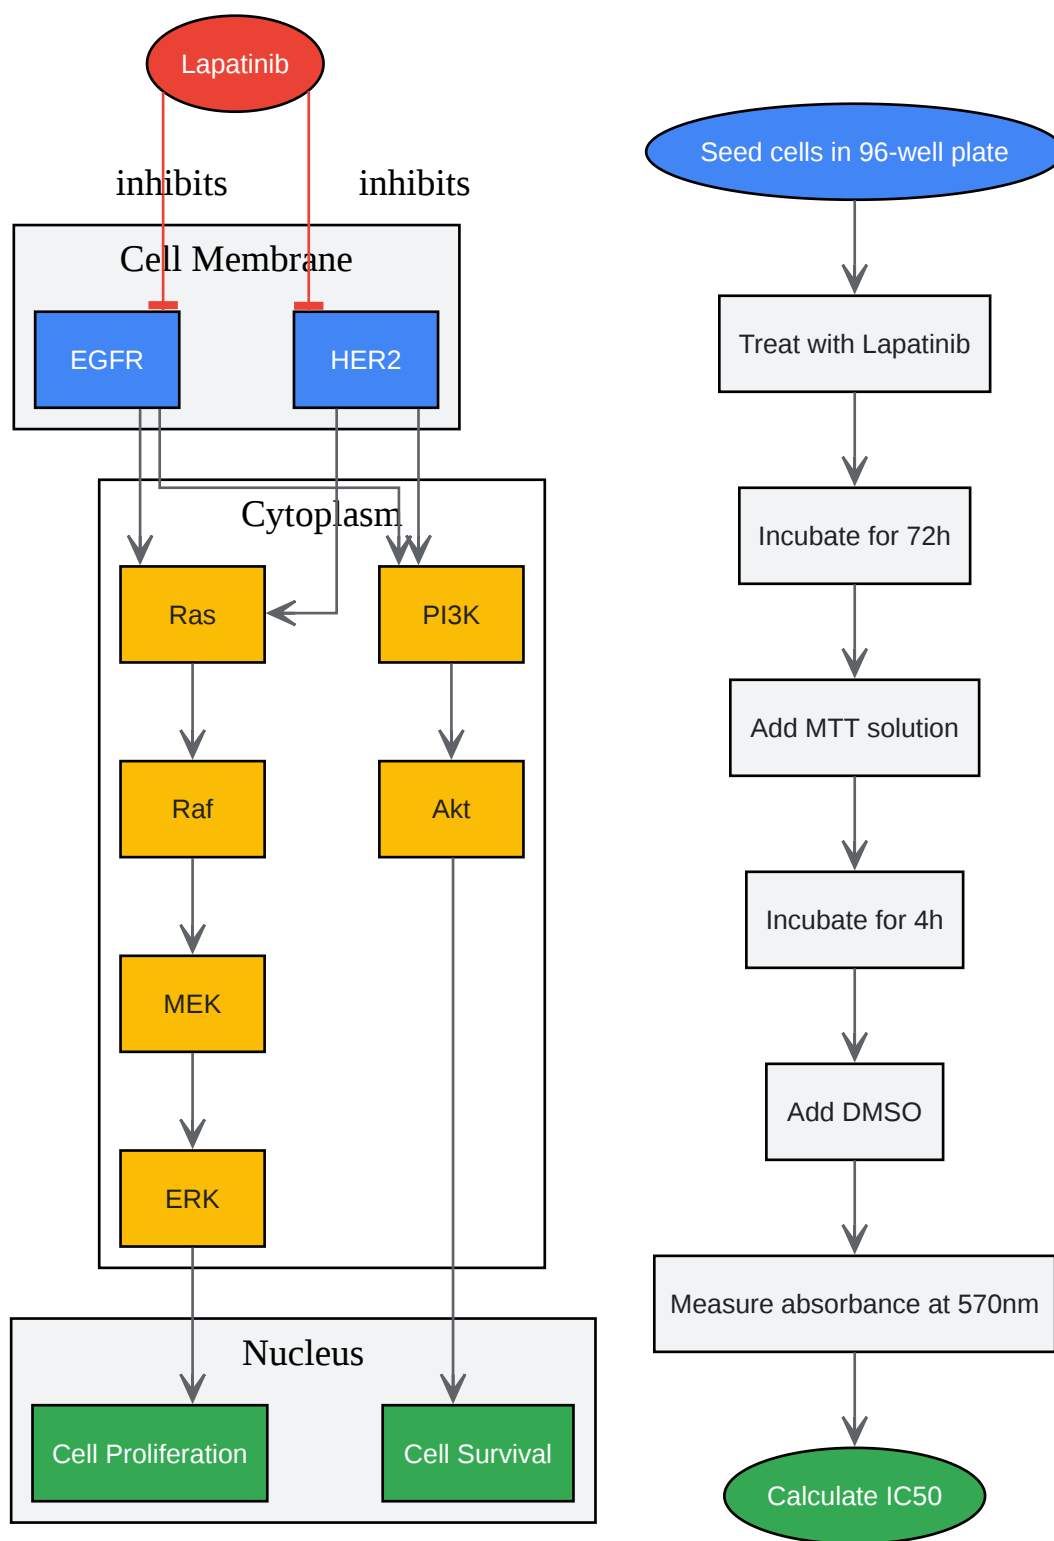 Lapatinib
inhibits
inhibits
Cell Membrane
EGFR
HER2
Cytoplasm
Ras
PI3K
Raf
Akt
MEK
ERK
Nucleus
Cell Proliferation
Cell Survival
Seed cells in 96-well plate
Treat with Lapatinib
Incubate for 72h
Add MTT solution
Incubate for 4h
Add DMSO
Measure absorbance at 570nm
Calculate IC50